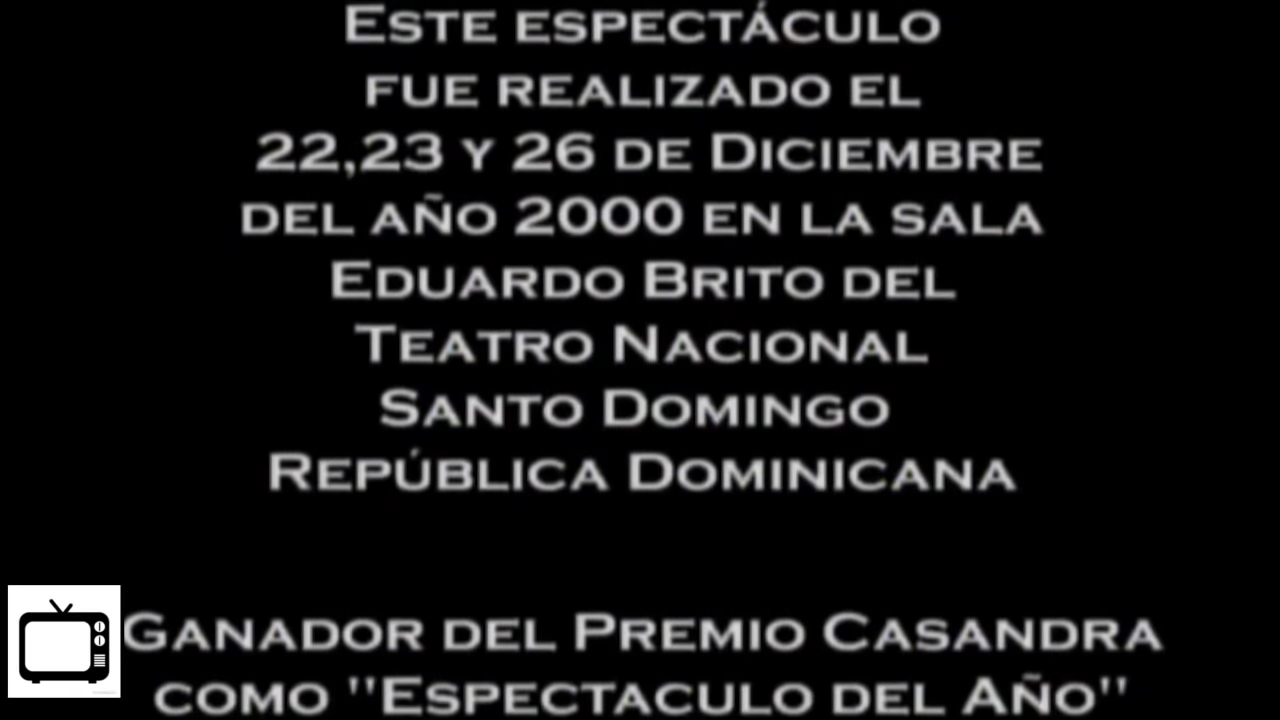 Este espectáculo
fue realizado el
22,23 y 26 de Diciembre
del año 2000 en la sala
Eduardo Brito del
Teatro Nacional
Santo Domingo
República Dominicana
Ganador del Premio Casandra
como "Espectaculo del Año"